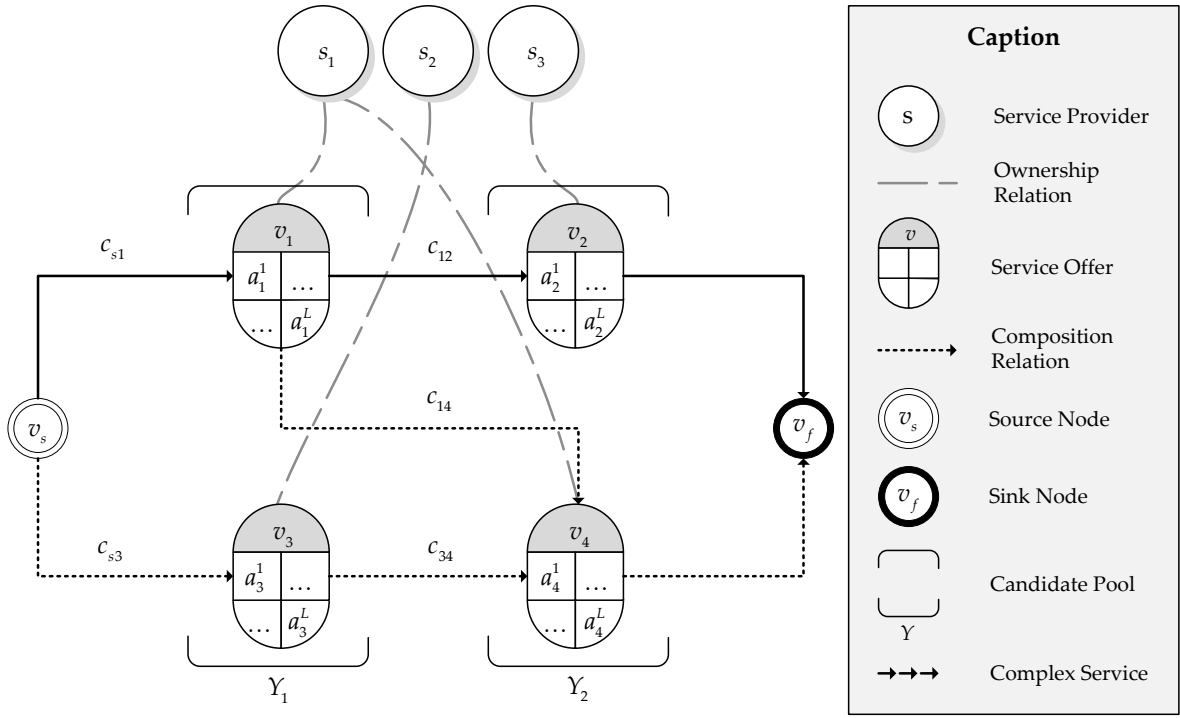 s1 s2 s3
v1 v2
cs1 c12
a11 ... a21 ...
... a1L ... a2L
c14
vs vf
v3 v4
cs3 c34
a31 ... a41 ...
... a3L ... a4L
Y1 Y2
Caption
s Service Provider
Ownership
Relation
v
Service Offer
Composition
Relation
vs Source Node
vf Sink Node
Candidate Pool
Y
Complex Service